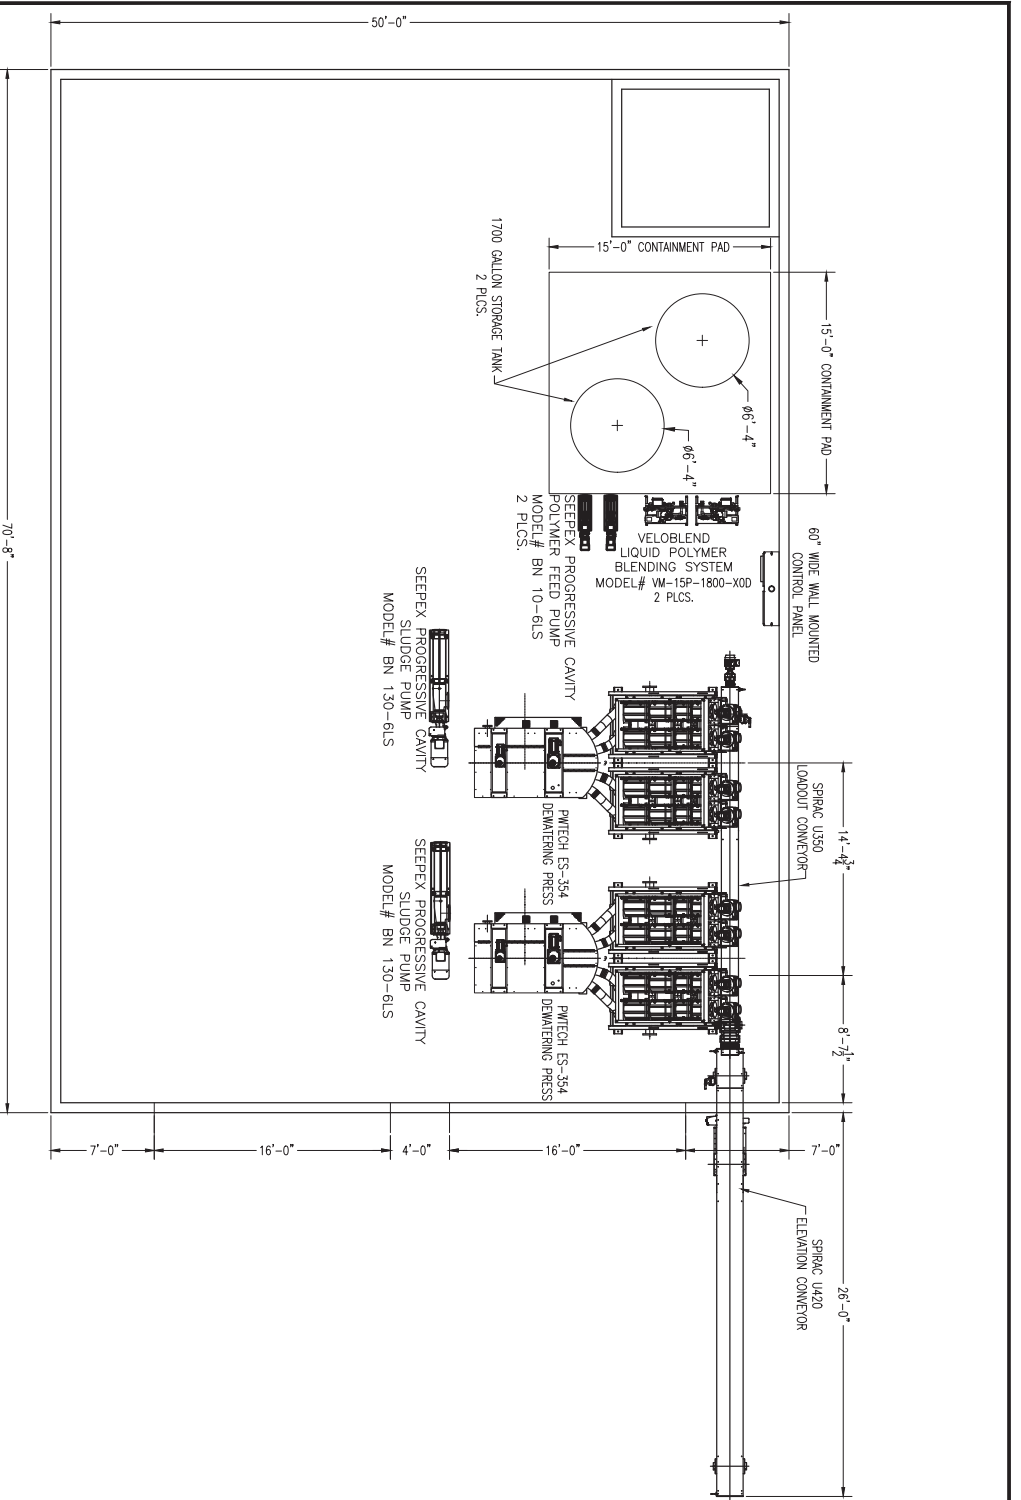 50'-0"
15'-0" CONTAINMENT PAD
15'-0" CONTAINMENT PAD
1700 GALLON STORAGE TANK
2 PLCS.
ø6'-4"
ø6'-4"
70'-8"
SEEPEX PROGRESSIVE CAVITY
POLYMER FEED PUMP
MODEL# BN 10-6LS
2 PLCS.
VELOBLEND
LIQUID POLYMER
BLENDING SYSTEM
MODEL# VM-15P-1800-X0D
2 PLCS.
60" WIDE WALL MOUNTED
CONTROL PANEL
SEEPEX PROGRESSIVE CAVITY
SLUDGE PUMP
MODEL# BN 130-6LS
PWTECH ES-354
DEWATERING PRESS
SPIRAC U350
LOADOUT CONVEYOR
14'-4 3/4"
SEEPEX PROGRESSIVE CAVITY
SLUDGE PUMP
MODEL# BN 130-6LS
PWTECH ES-354
DEWATERING PRESS
8'-7 1/2"
7'-0"
16'-0"
4'-0"
16'-0"
7'-0"
SPIRAC U420
ELEVATION CONVEYOR
26'-0"